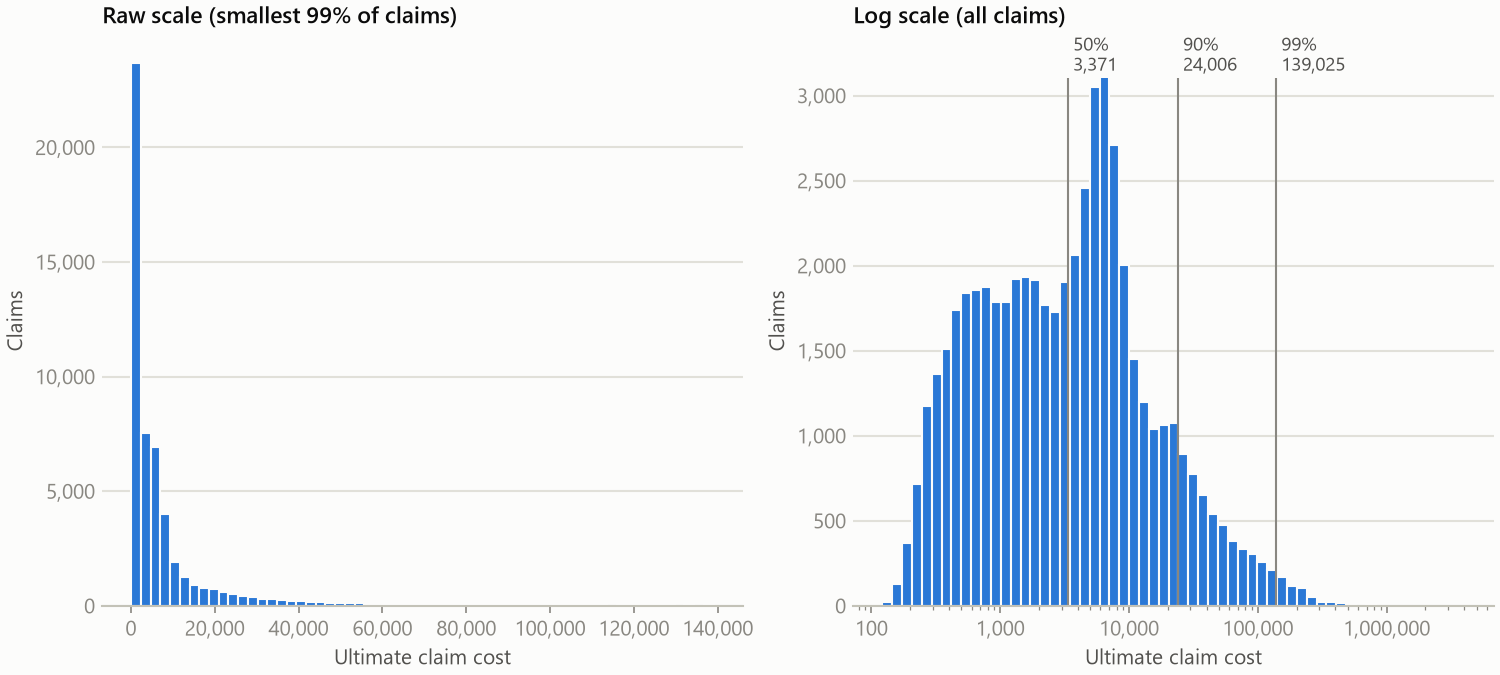 Raw scale (smallest 99% of claims)
20,000
15,000
10,000
5,000
0
Claims
0 20,000 40,000 60,000 80,000 100,000 120,000 140,000
Ultimate claim cost
Log scale (all claims)
50% 90% 99%
3,371 24,006 139,025
3,000
2,500
2,000
1,500
1,000
500
0
Claims
100 1,000 10,000 100,000 1,000,000
Ultimate claim cost